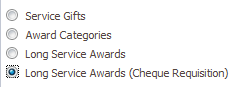 Service Gifts
Award Categories
Long Service Awards
Long Service Awards (Cheque Requisition)